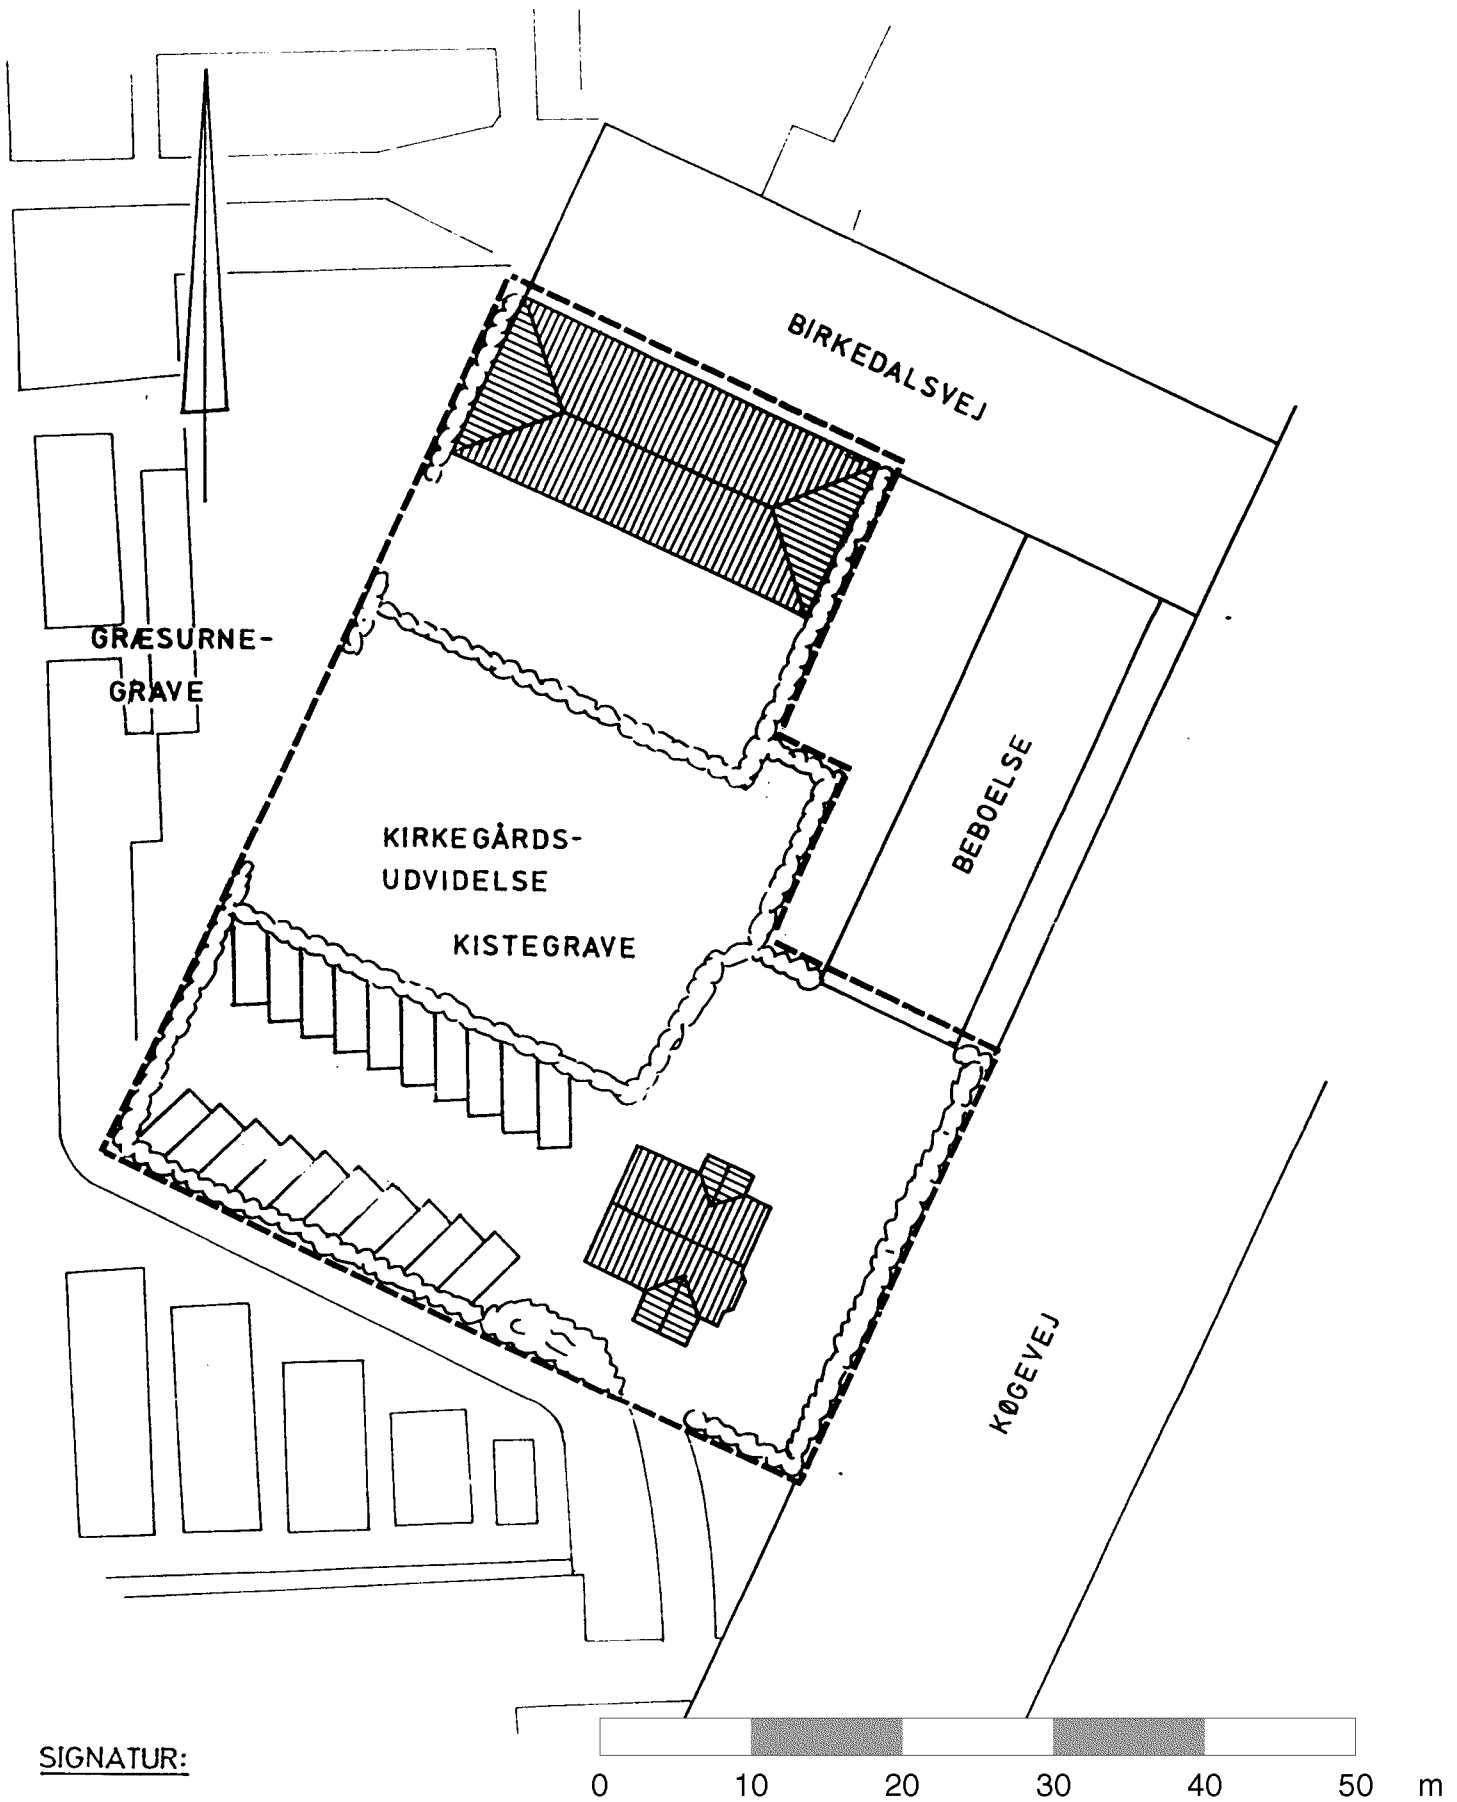 BIRKEDALSVEJ
GRÆSURNE-
GRAVE
BEBOELSE
KIRKEGÅRDS-
UDVIDELSE
KISTEGRAVE
KØGEVEJ
SIGNATUR:
0 10 20 30 40 50 m